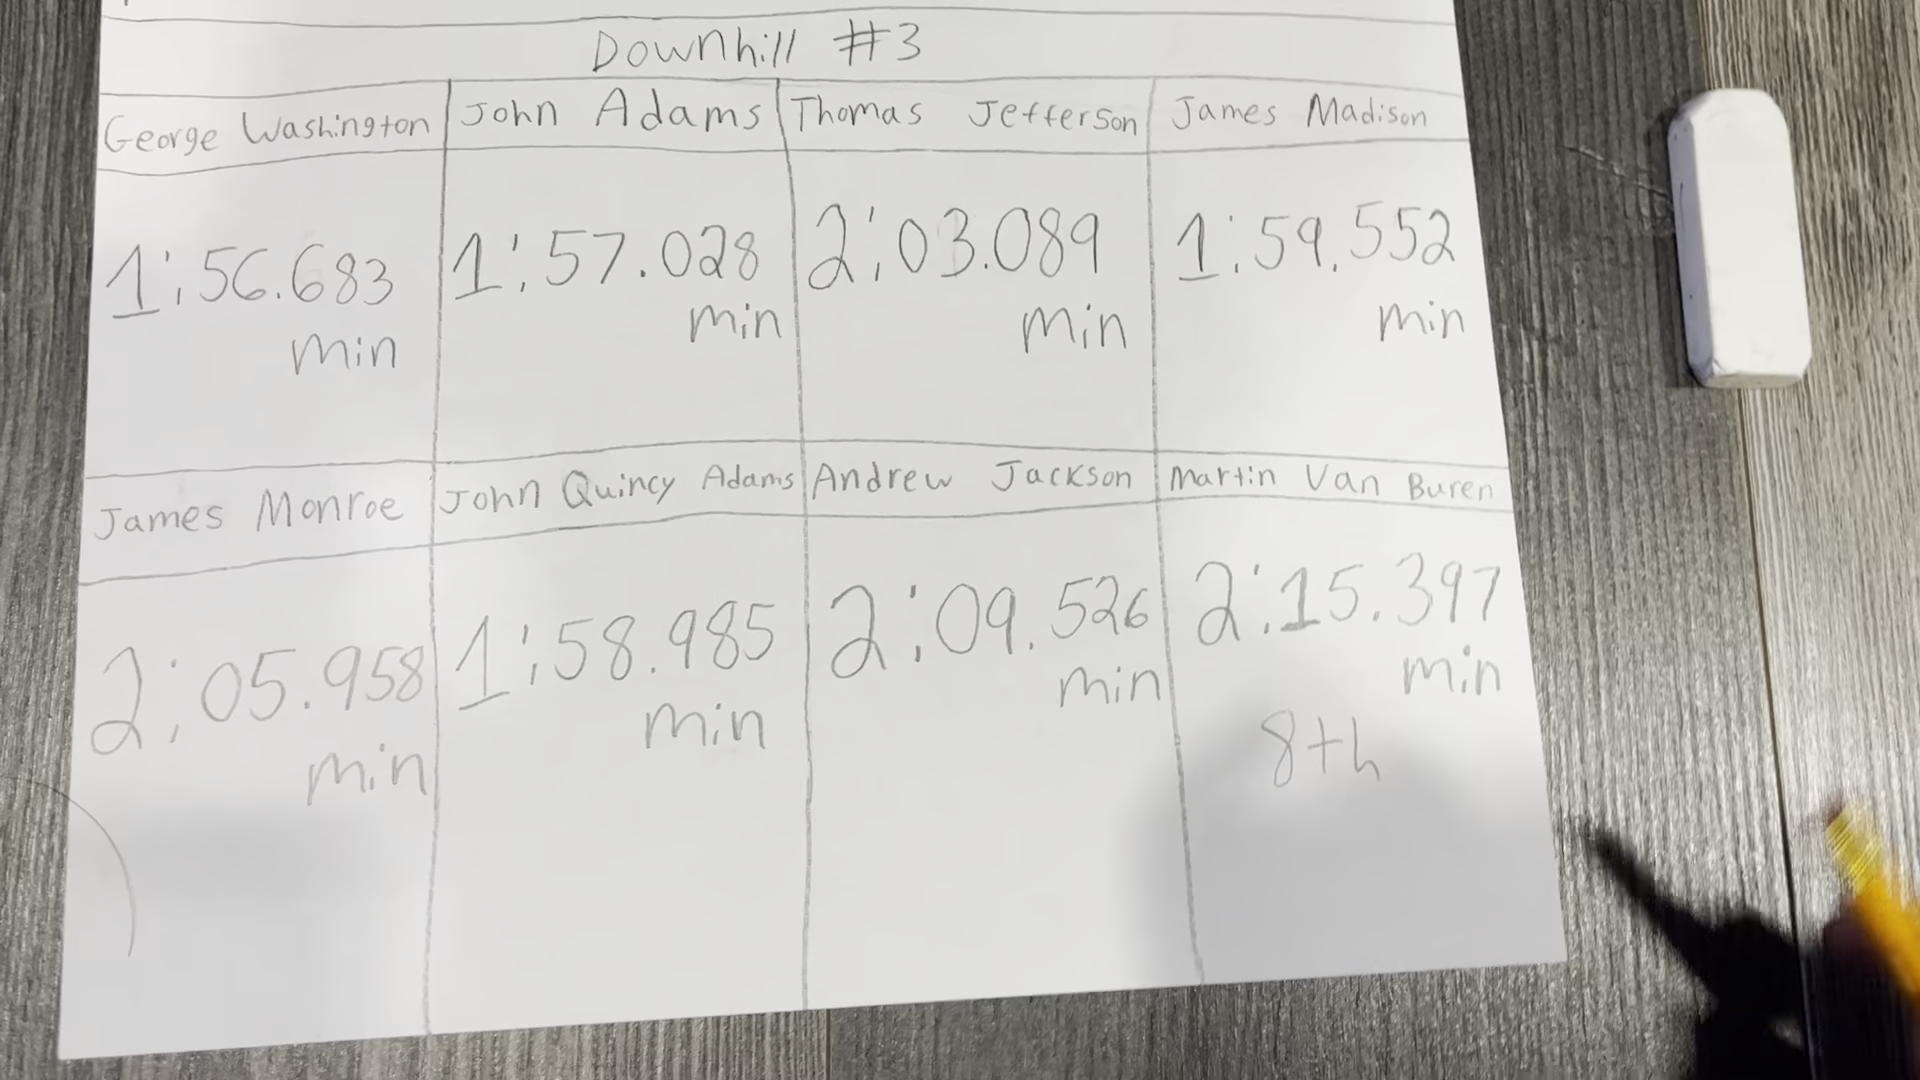 Downhill #3
George Washington
John Adams
Thomas Jefferson
James Madison
1:56.683
min
1:57.028
min
2:03.089
min
1:59.552
min
James Monroe
John Quincy Adams
Andrew Jackson
Martin Van Buren
2:05.958
min
1:58.985
min
2:09.526
min
2:15.397
min
8th